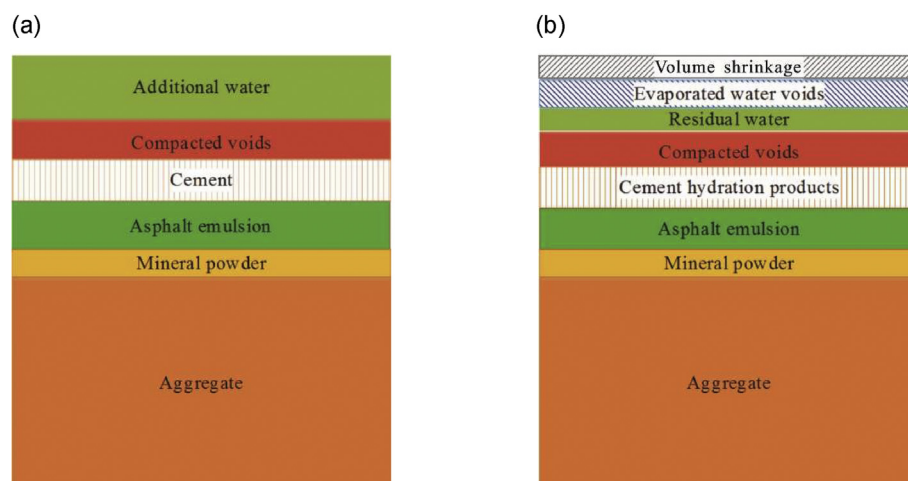 (a)
Additional water
Compacted voids
Cement
Asphalt emulsion
Mineral powder
Aggregate
(b)
Volume shrinkage
Evaporated water voids
Residual water
Compacted voids
Cement hydration products
Asphalt emulsion
Mineral powder
Aggregate